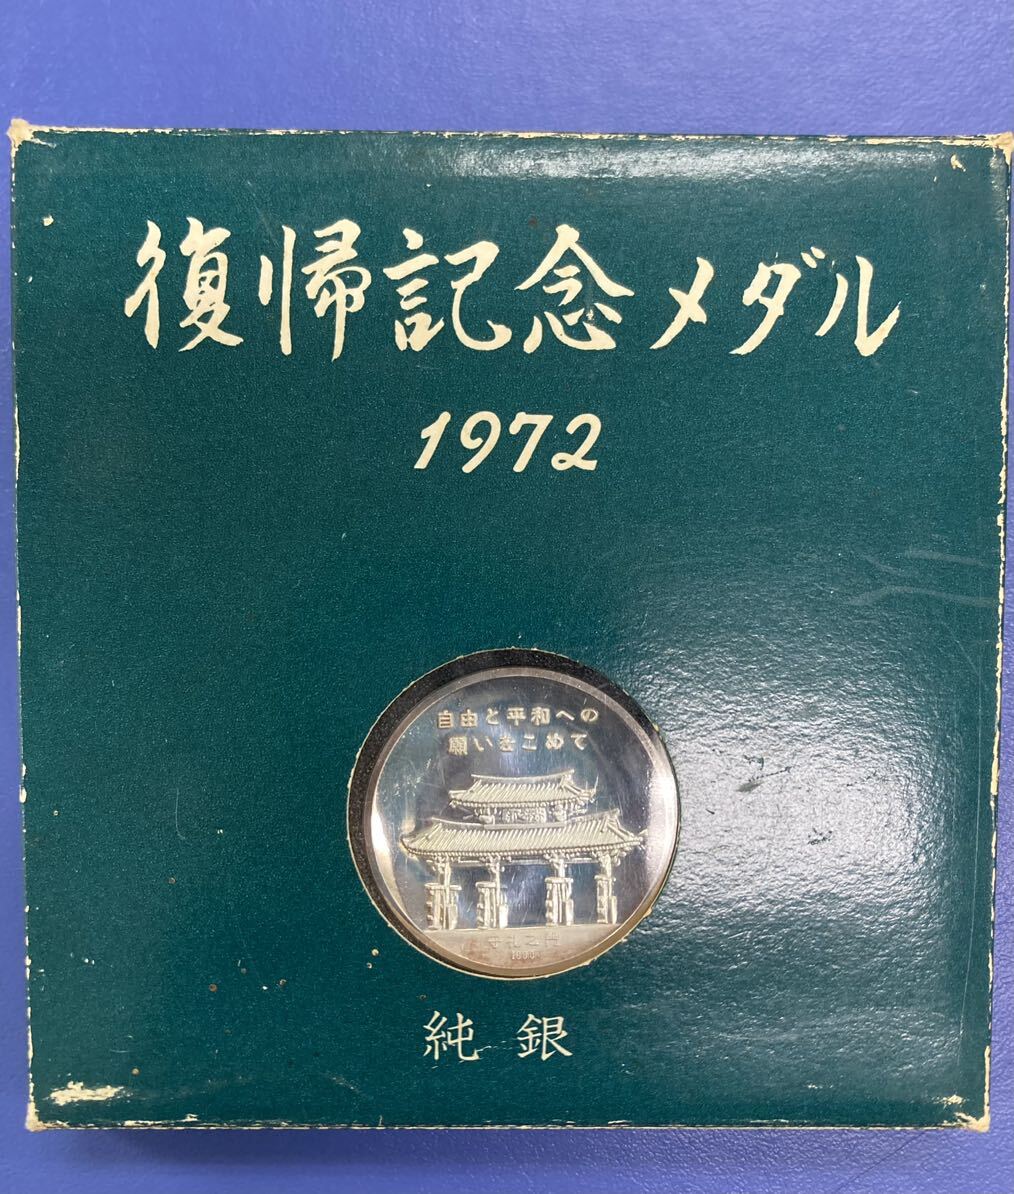 復帰記念メダル
1972
自由と平和への
願いをこめて
守礼之門
純銀